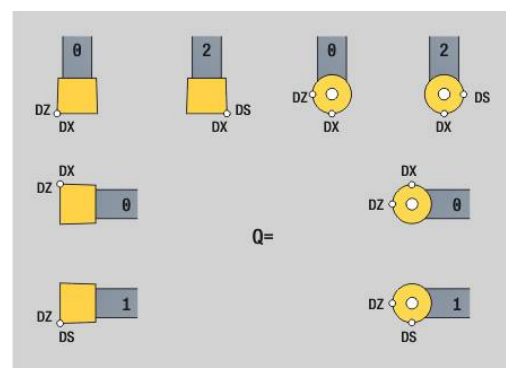 0 2 0 2
DZ DS DZ DS
DX DX DX DX
DX DX
DZ 0 DZ 0
Q=
1 1
DZ DZ
DS DS